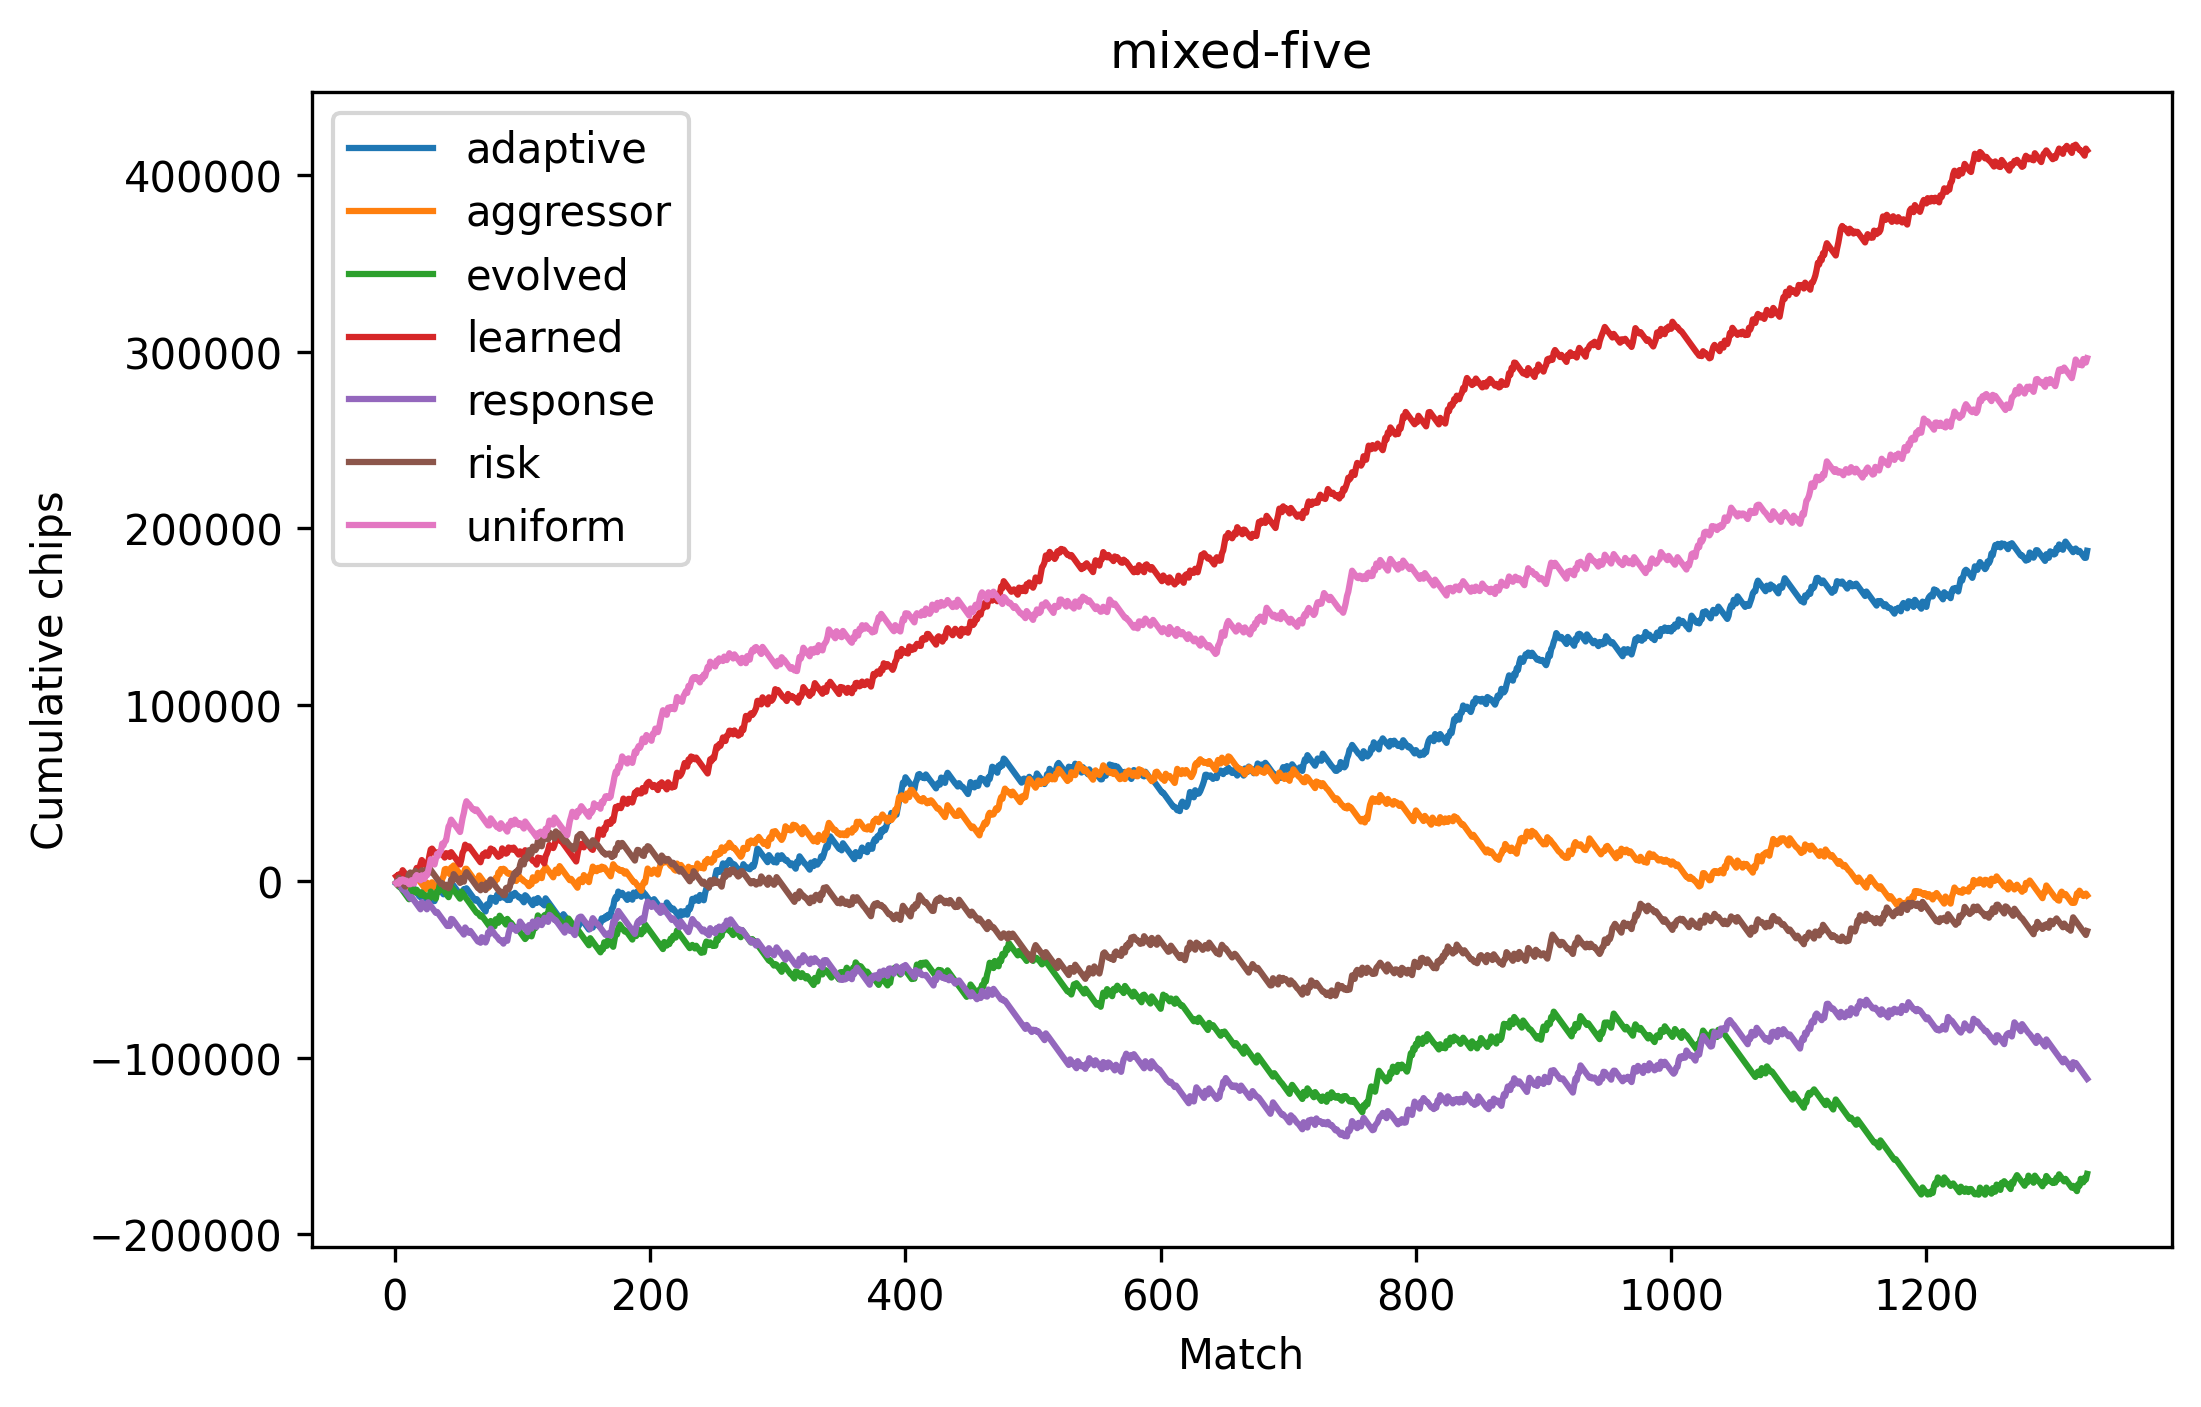 mixed-five
adaptive
aggressor
evolved
learned
response
risk
uniform
Cumulative chips
400000
300000
200000
100000
0
−100000
−200000
0 200 400 600 800 1000 1200
Match